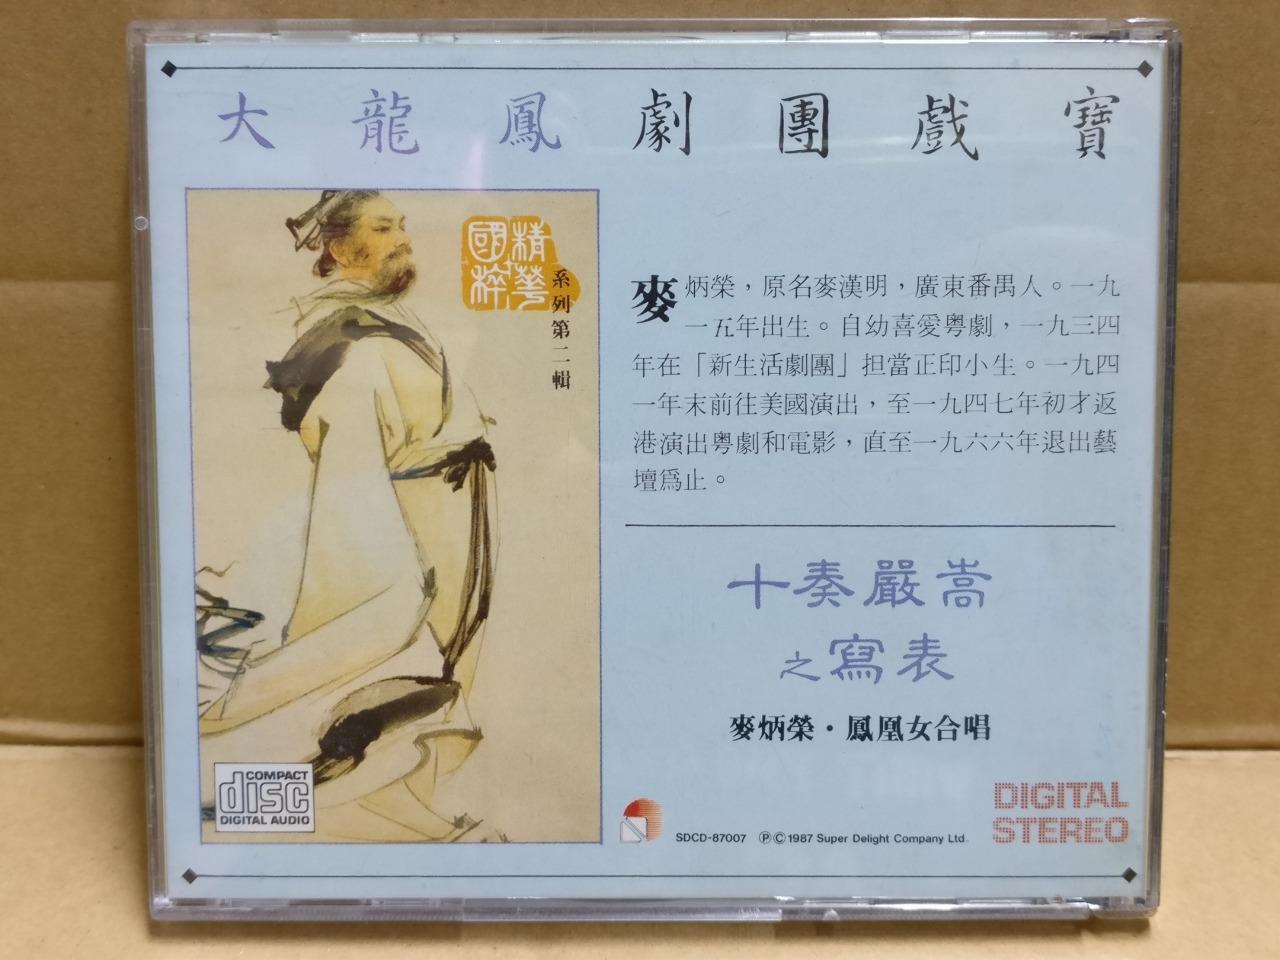 大龍鳳劇團戲寶
國粹精華
系列第二輯
麥炳榮，原名麥漢明，廣東番禺人。一九
一五年出生。自幼喜愛粵劇，一九三四
年在「新生活劇團」担當正印小生。一九四
一年末前往美國演出，至一九四七年初才返
港演出粵劇和電影，直至一九六六年退出藝
壇爲止。
十奏嚴嵩
之寫表
麥炳榮・鳳凰女合唱
COMPACT
disc
DIGITAL AUDIO
SDCD-87007 ⓅⒸ1987 Super Delight Company Ltd.
DIGITAL
STEREO